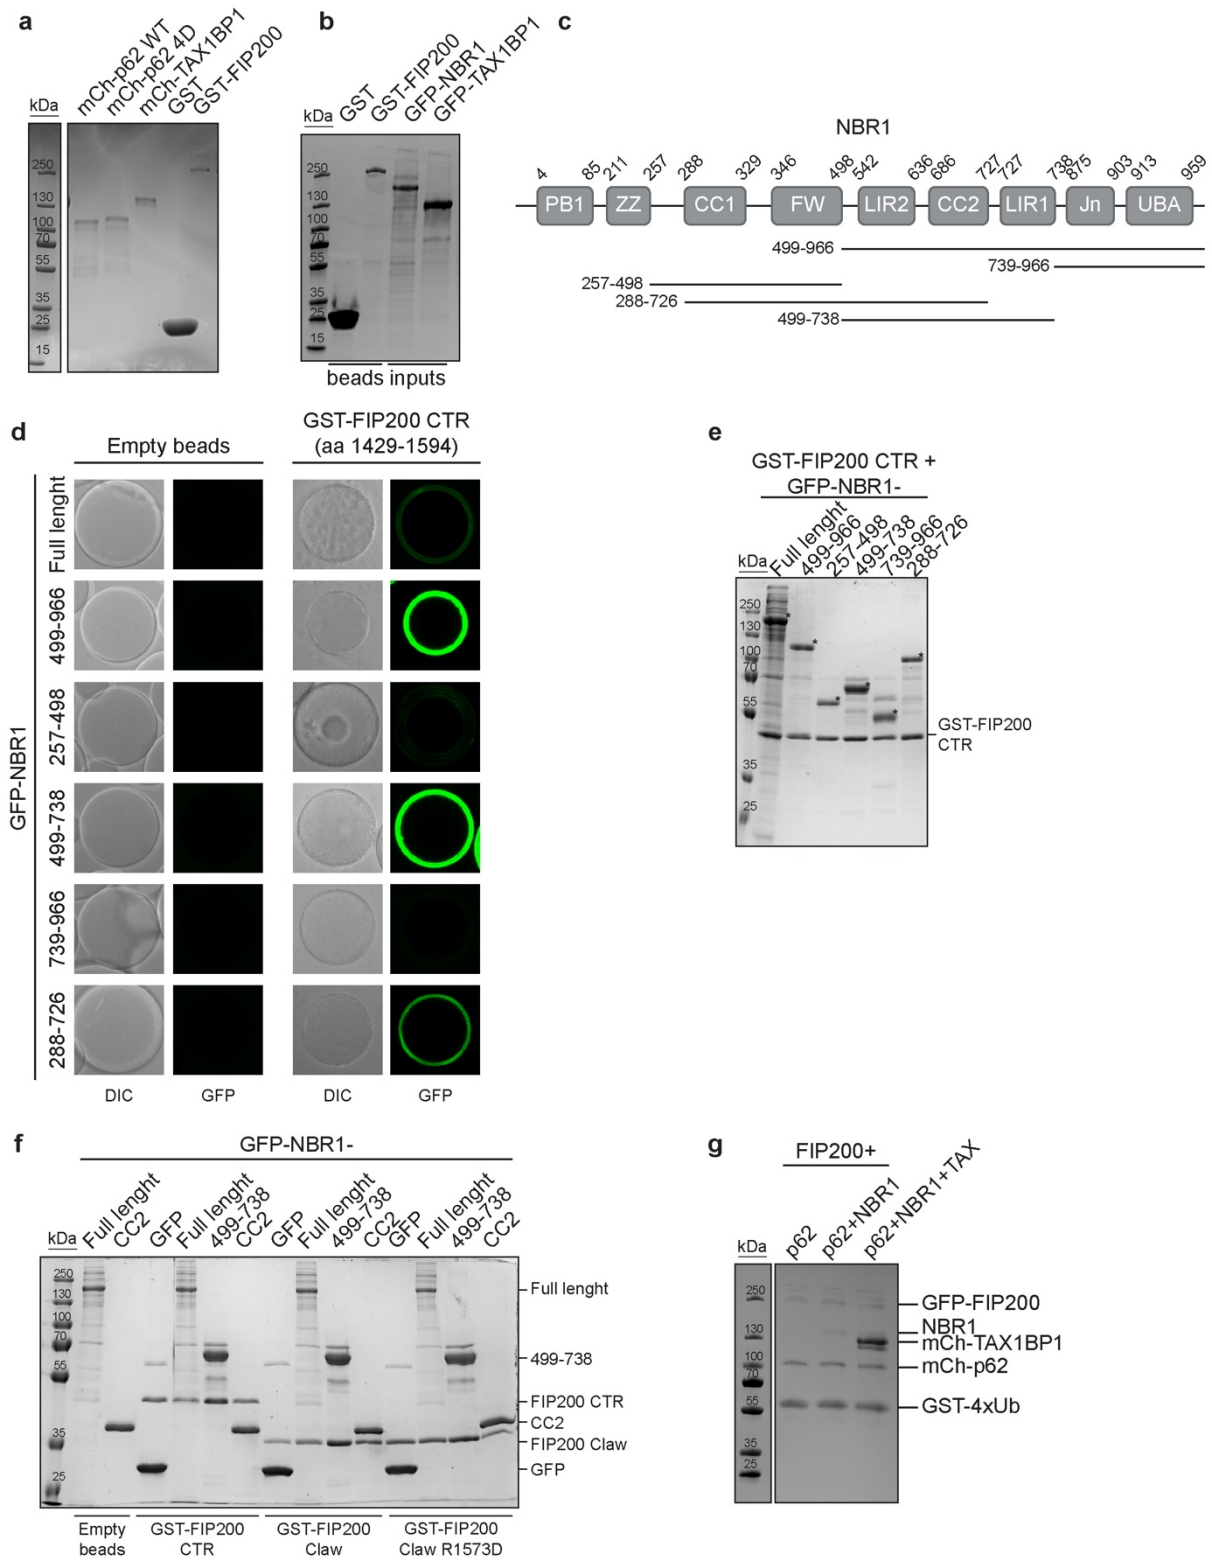 a
kDa
mCh-p62 WT
mCh-p62 4D
mCh-TAX1BP1
GST
GST-FIP200
250
130
100
70
55
35
25
15
b
kDa
GST
GST-FIP200
GFP-NBR1
GFP-TAX1BP1
250
130
100
70
55
35
25
15
beads inputs
c
NBR1
4 85 211 257 288 329 346 498 542 636 686 727 727 738 875 903 913 959
PB1 ZZ CC1 FW LIR2 CC2 LIR1 Jn UBA
499-966
739-966
257-498
288-726
499-738
d
Empty beads
GST-FIP200 CTR
(aa 1429-1594)
GFP-NBR1
Full lenght
499-966
257-498
499-738
739-966
288-726
DIC GFP DIC GFP
e
GST-FIP200 CTR +
GFP-NBR1-
kDa
Full lenght
499-966
257-498
499-738
739-966
288-726
250
130
100
70
55
35
25
* * * * * *
GST-FIP200
CTR
f
GFP-NBR1-
kDa
Full lenght
CC2
GFP
Full lenght
499-738
CC2
GFP
Full lenght
499-738
CC2
GFP
Full lenght
499-738
CC2
250
130
100
70
55
35
25
Full lenght
499-738
FIP200 CTR
CC2
FIP200 Claw
GFP
Empty
beads
GST-FIP200
CTR
GST-FIP200
Claw
GST-FIP200
Claw R1573D
g
FIP200+
kDa
p62
p62+NBR1
p62+NBR1+TAX
250
130
100
70
55
35
25
GFP-FIP200
NBR1
mCh-TAX1BP1
mCh-p62
GST-4xUb